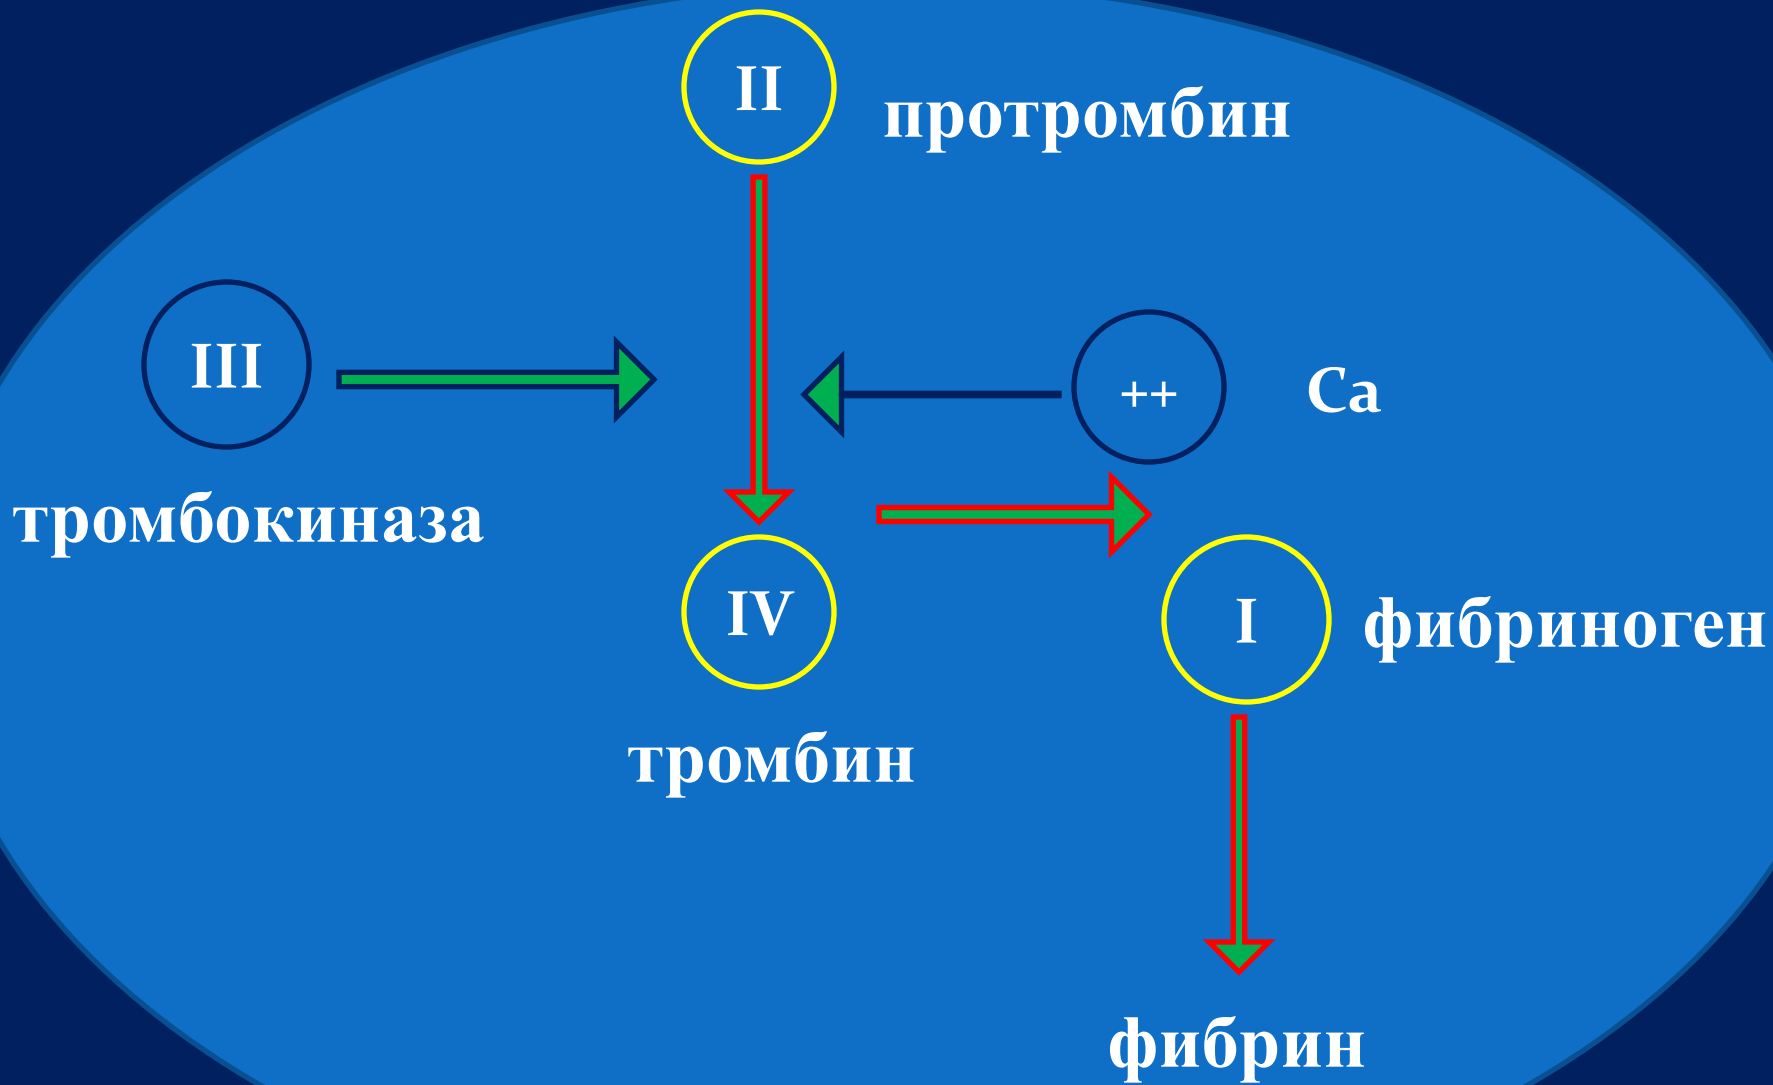 II
протромбин
III
++
Ca
тромбокиназа
IV
I
фибриноген
тромбин
фибрин